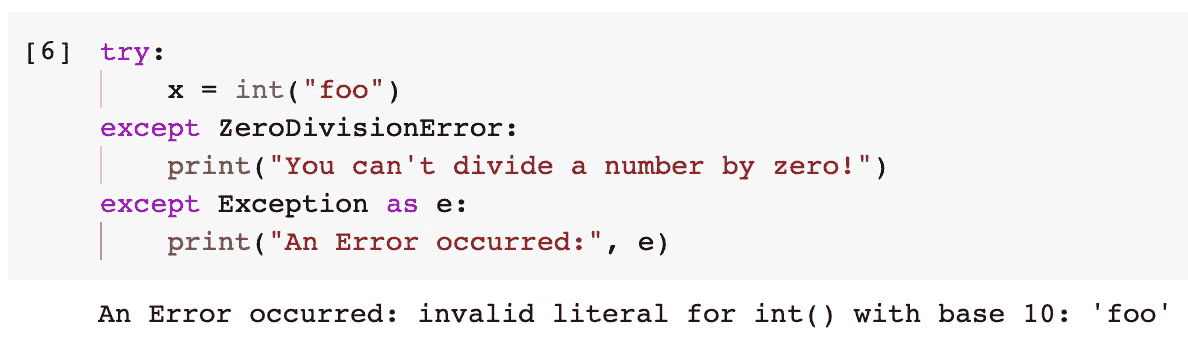 [6] try:
x = int("foo")
except ZeroDivisionError:
print("You can't divide a number by zero!")
except Exception as e:
print("An Error occurred:", e)
An Error occurred: invalid literal for int() with base 10: 'foo'